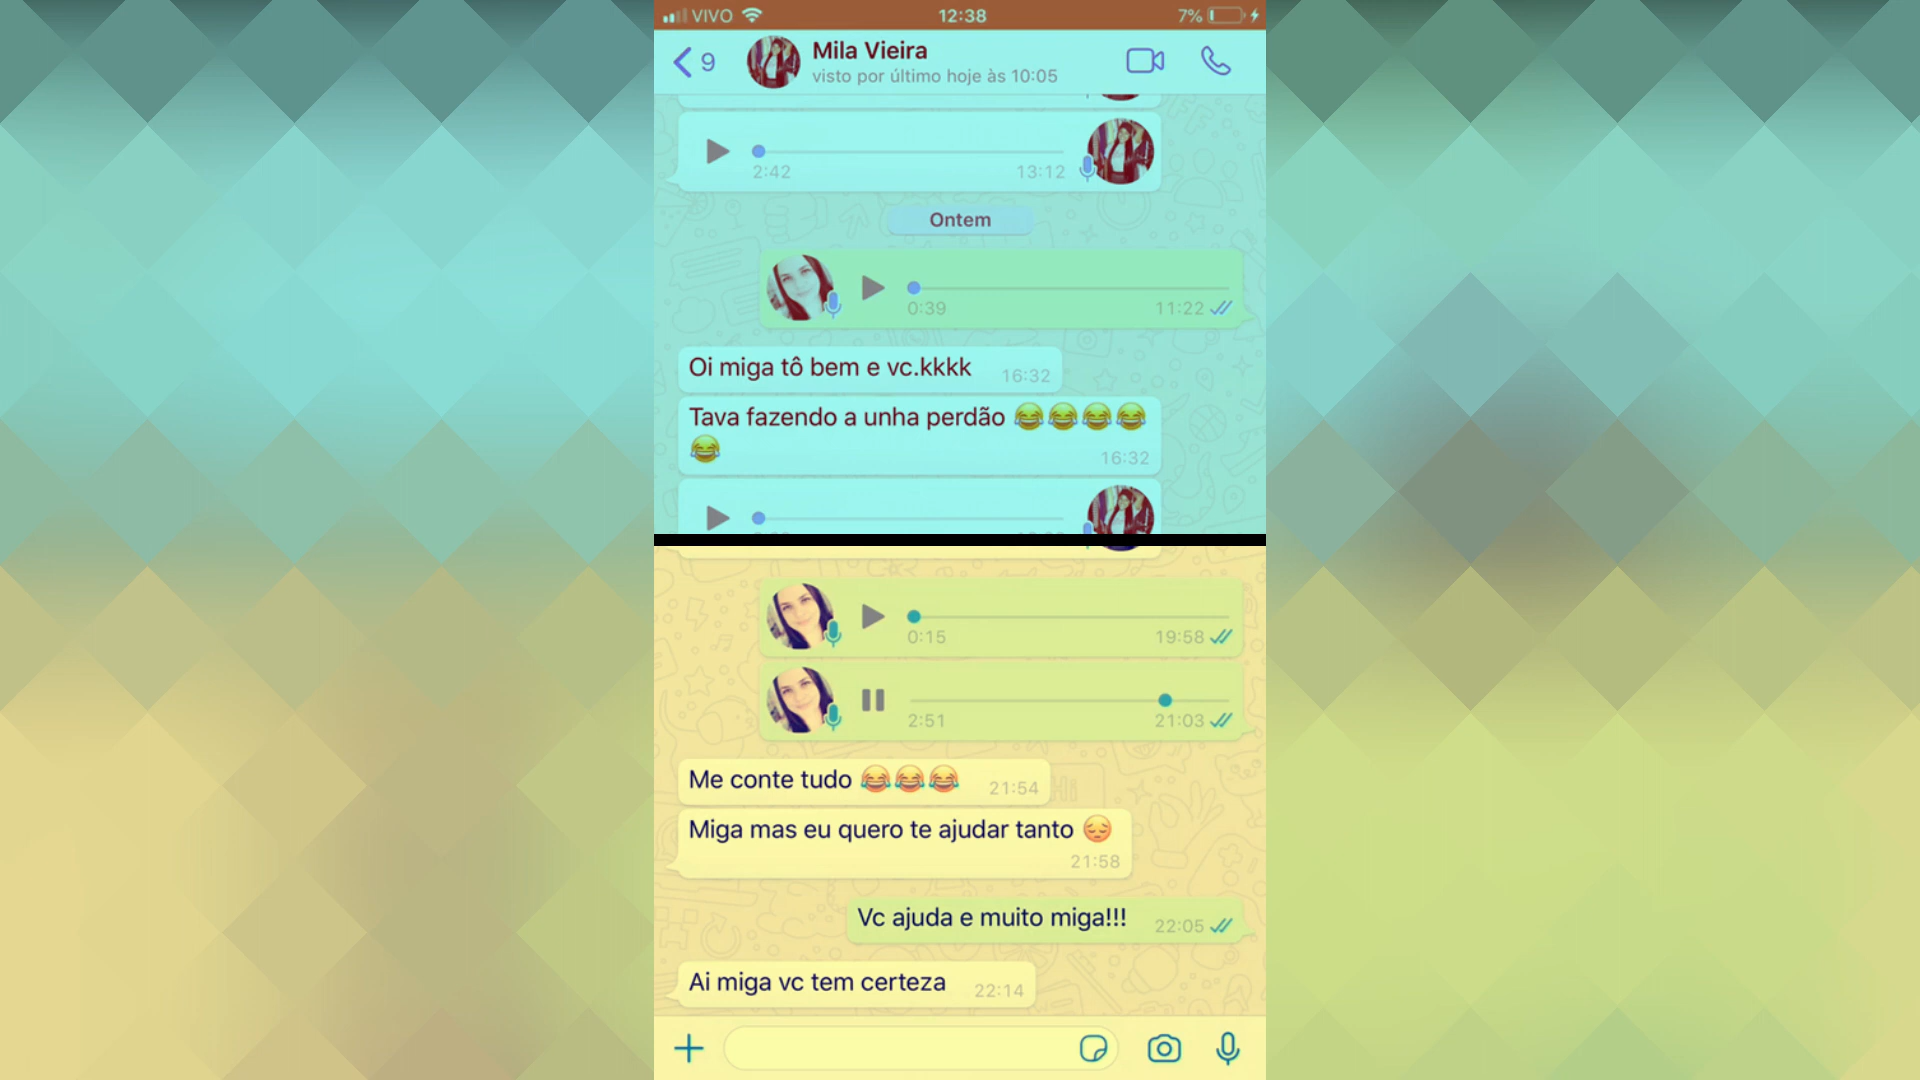 VIVO 12:38 7%
9 Mila Vieira
visto por último hoje às 10:05
2:42 13:12
Ontem
0:39 11:22
Oi miga tô bem e vc.kkkk 16:32
Tava fazendo a unha perdão 😂😂😂😂
😂 16:32
0:15 19:58
2:51 21:03
Me conte tudo 😂😂😂 21:54
Miga mas eu quero te ajudar tanto 😔
21:58
Vc ajuda e muito miga!!! 22:05
Ai miga vc tem certeza 22:14